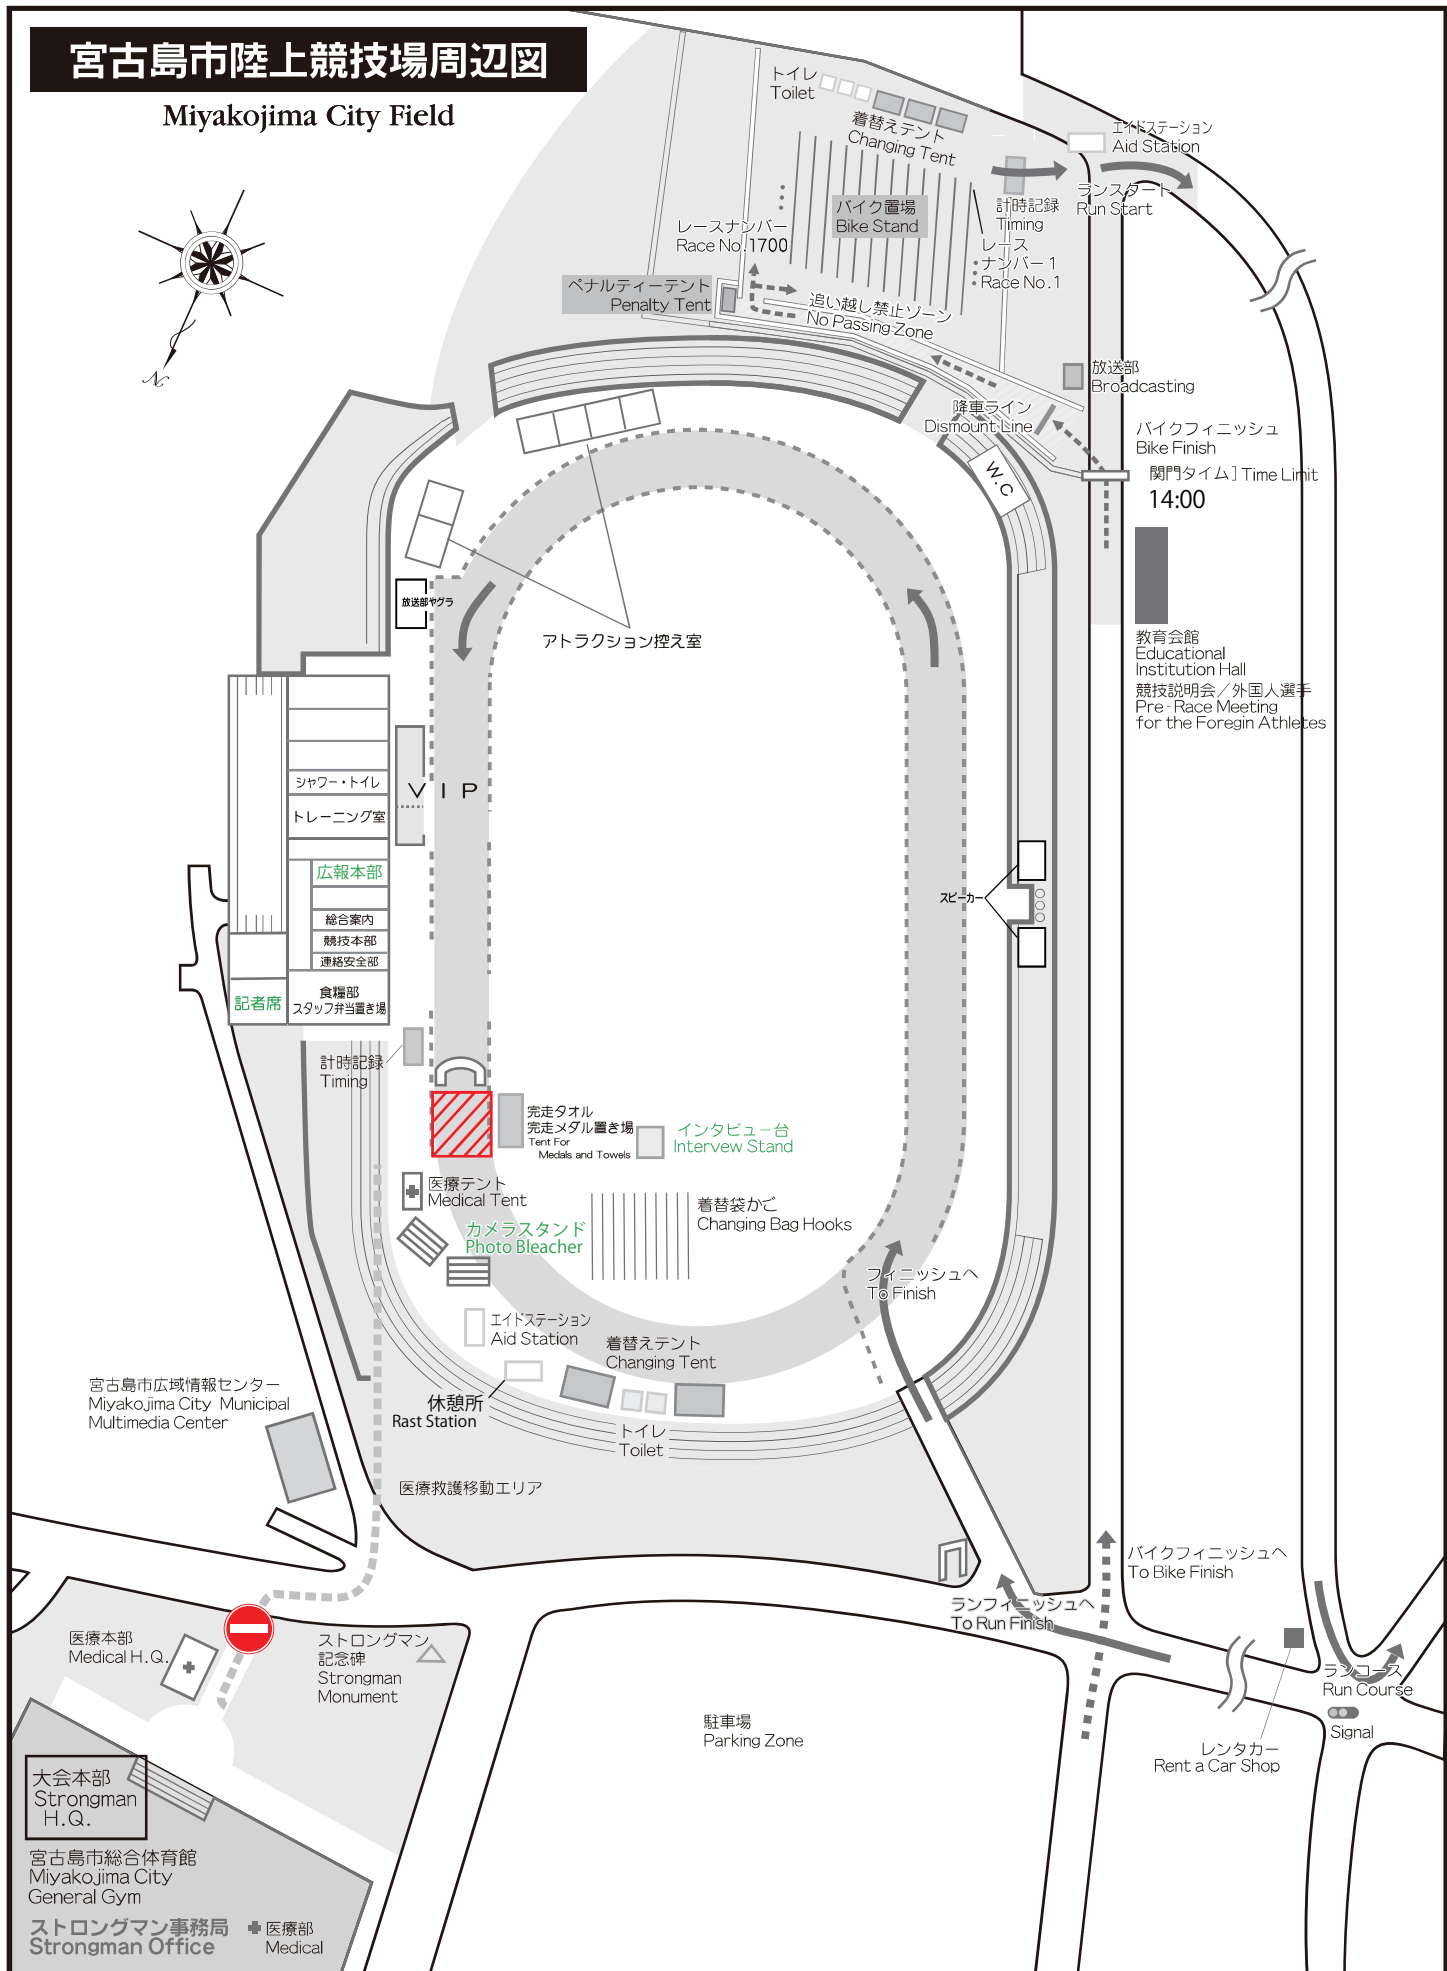 宮古島市陸上競技場周辺図
Miyakojima City Field
N
トイレ
Toilet
着替えテント
Changing Tent
エイドステーション
Aid Station
ランスタート
Run Start
計時記録
Timing
バイク置場
Bike Stand
レースナンバー
Race No.1700
レース
ナンバー1
Race No.1
ペナルティーテント
Penalty Tent
追い越し禁止ゾーン
No Passing Zone
放送部
Broadcasting
降車ライン
Dismount Line
W.C
バイクフィニッシュ
Bike Finish
関門タイム］Time Limit
14:00
教育会館
Educational
Institution Hall
競技説明会／外国人選手
Pre-Race Meeting
for the Foregin Athletes
放送部やグラ
アトラクション控え室
VIP
シャワー・トイレ
トレーニング室
広報本部
総合案内
競技本部
連絡安全部
記者席
食糧部
スタッフ弁当置き場
スピーカー
計時記録
Timing
完走タオル
完走メダル置き場
Tent For
Medals and Towels
インタビュー台
Intervew Stand
医療テント
Medical Tent
カメラスタンド
Photo Bleacher
着替袋かご
Changing Bag Hooks
フィニッシュへ
To Finish
エイドステーション
Aid Station
着替えテント
Changing Tent
休憩所
Rast Station
トイレ
Toilet
宮古島市広域情報センター
Miyakojima City Municipal
Multimedia Center
医療救護移動エリア
バイクフィニッシュへ
To Bike Finish
ランフィニッシュへ
To Run Finish
医療本部
Medical H.Q.
ストロングマン
記念碑
Strongman
Monument
ランコース
Run Course
Signal
駐車場
Parking Zone
レンタカー
Rent a Car Shop
大会本部
Strongman
H.Q.
宮古島市総合体育館
Miyakojima City
General Gym
ストロングマン事務局
Strongman Office
医療部
Medical